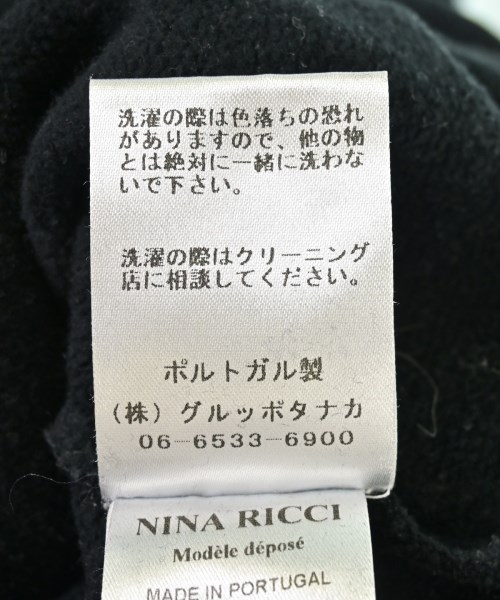 洗濯の際は色落ちの恐れ
がありますので、他の物
とは絶対に一緒に洗わな
いで下さい。
洗濯の際はクリーニング
店に相談してください。
ポルトガル製
（株）グルッポタナカ
06-6533-6900
NINA RICCI
Modèle déposé
MADE IN PORTUGAL